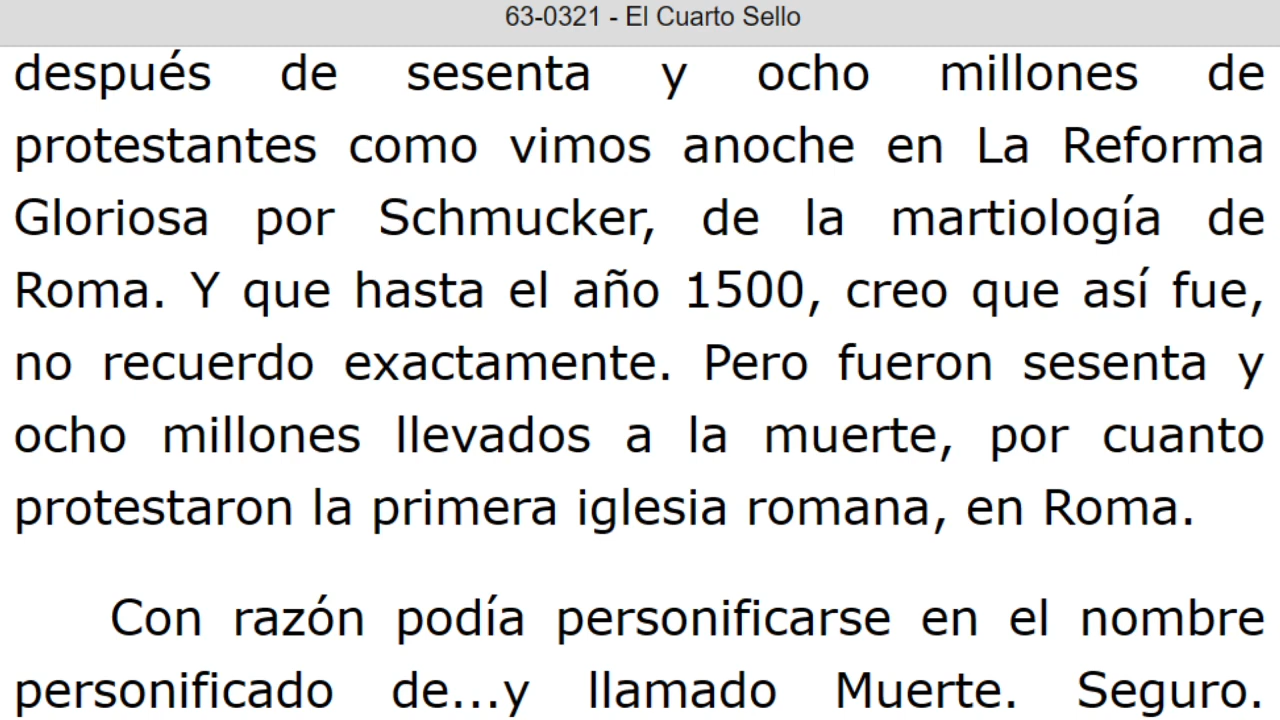 63-0321 - El Cuarto Sello
después de sesenta y ocho millones de
protestantes como vimos anoche en La Reforma
Gloriosa por Schmucker, de la martiología de
Roma. Y que hasta el año 1500, creo que así fue,
no recuerdo exactamente. Pero fueron sesenta y
ocho millones llevados a la muerte, por cuanto
protestaron la primera iglesia romana, en Roma.
Con razón podía personificarse en el nombre
personificado de...y llamado Muerte. Seguro.